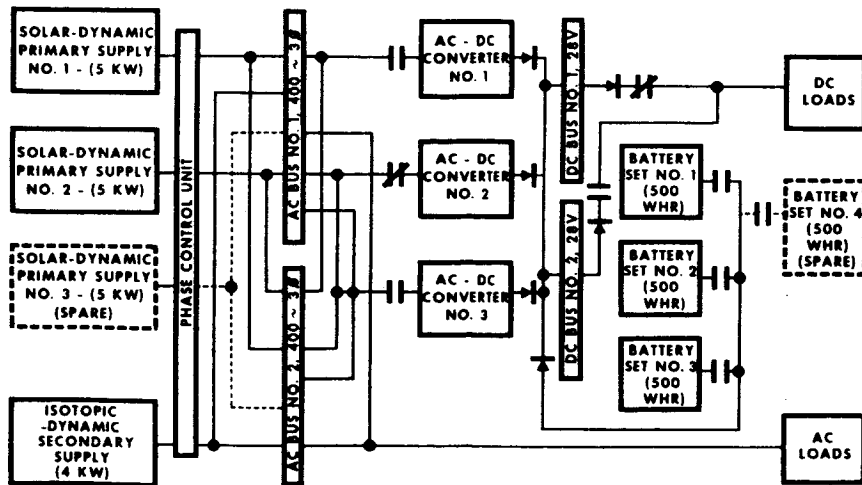 SOLAR-DYNAMIC
PRIMARY SUPPLY
NO. 1 - (5 KW)
SOLAR-DYNAMIC
PRIMARY SUPPLY
NO. 2 - (5 KW)
SOLAR-DYNAMIC
PRIMARY SUPPLY
NO. 3 - (5 KW)
(SPARE)
ISOTOPIC
-DYNAMIC
SECONDARY
SUPPLY
(4 KW)
PHASE CONTROL UNIT
AC BUS NO. 1, 400 ~ 3Ø
AC BUS NO. 2, 400 ~ 3Ø
AC - DC
CONVERTER
NO. 1
AC - DC
CONVERTER
NO. 2
AC - DC
CONVERTER
NO. 3
DC BUS NO. 1, 28V
DC BUS NO. 2, 28V
BATTERY
SET NO. 1
(500
WHR)
BATTERY
SET NO. 2
(500
WHR)
BATTERY
SET NO. 3
(500
WHR)
BATTERY
SET NO. 4
(500
WHR)
(SPARE)
DC
LOADS
AC
LOADS